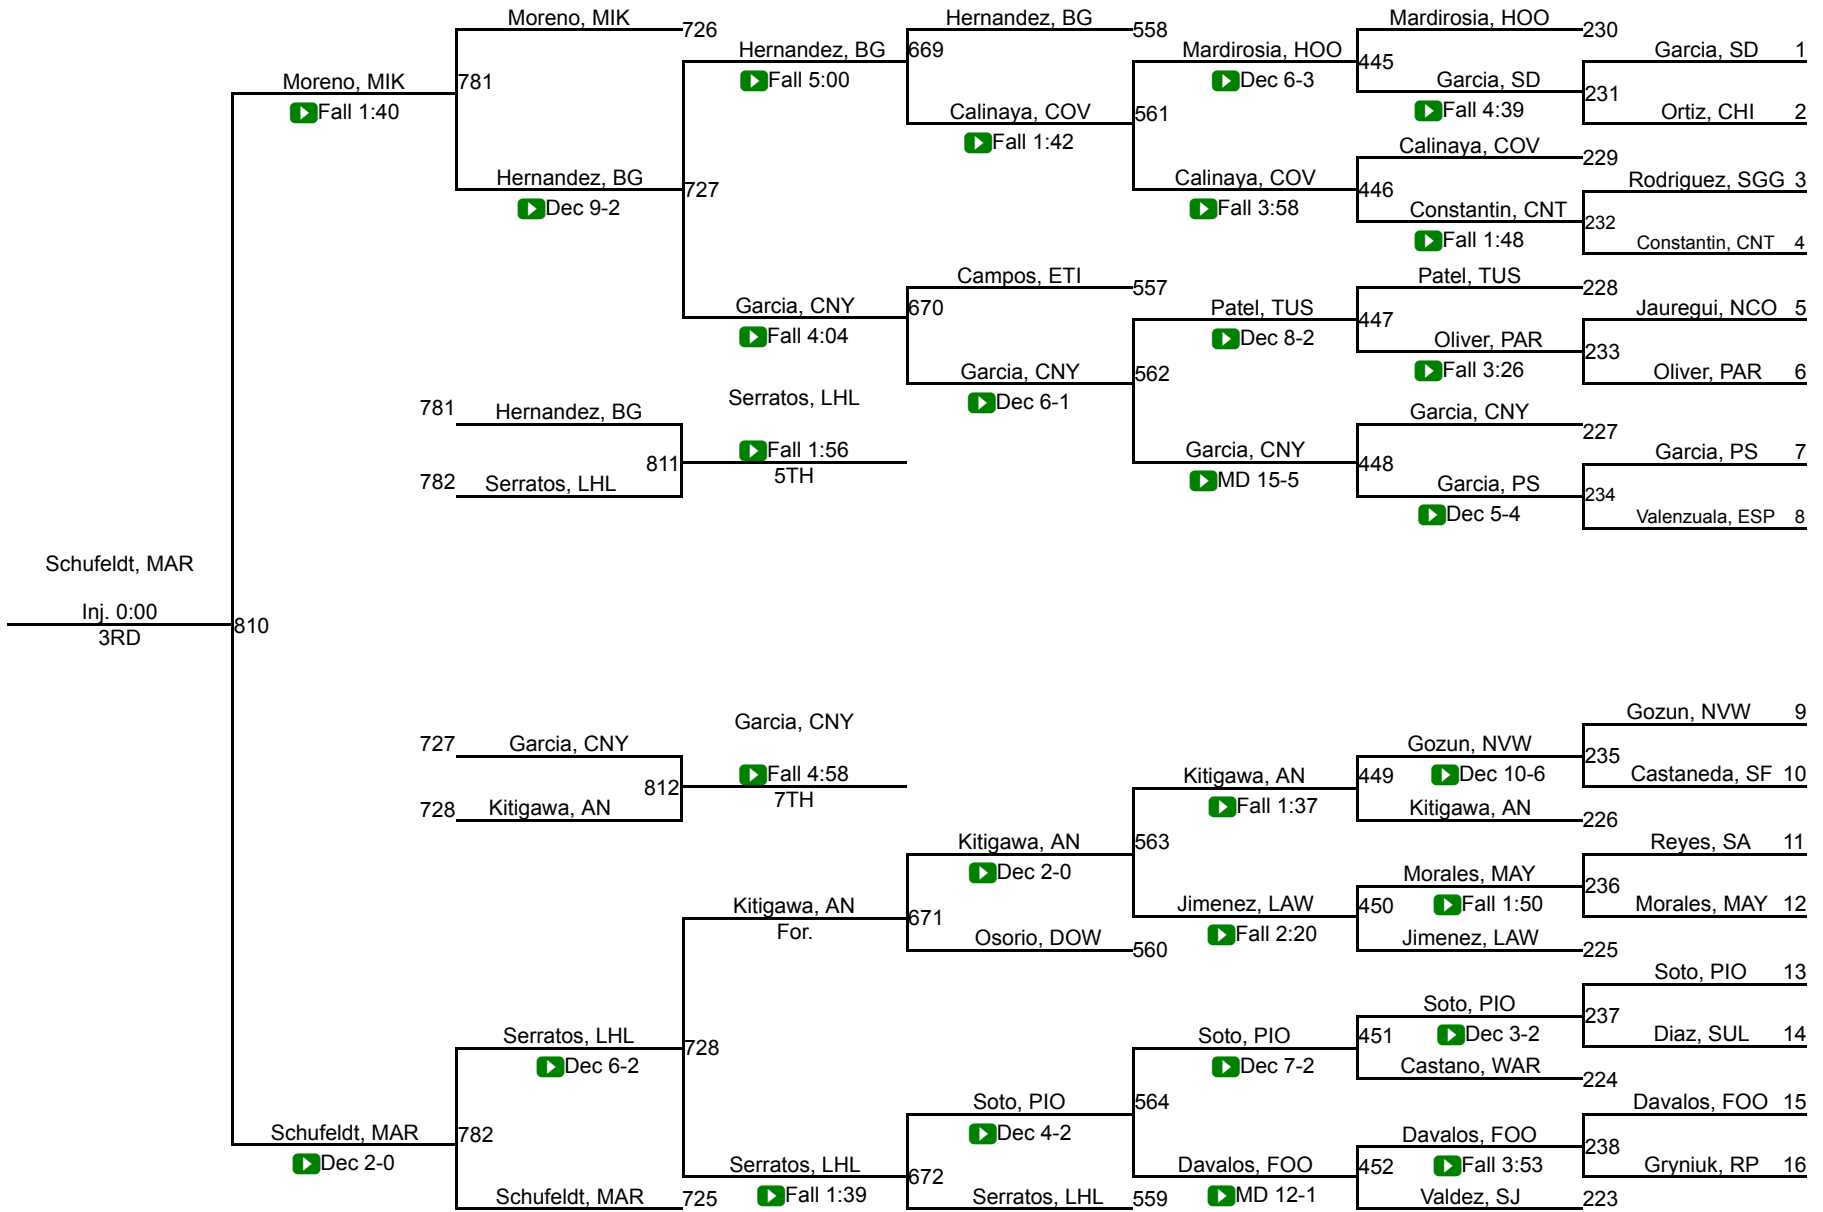 Moreno, MIK
726
Hernandez, BG
558
Mardirosia, HOO
230
Hernandez, BG
669
Mardirosia, HOO
445
Garcia, SD 1
Moreno, MIK
781
Fall 5:00
Dec 6-3
Garcia, SD
231
Fall 1:40
Calinaya, COV
561
Fall 4:39
Ortiz, CHI 2
Fall 1:42
Calinaya, COV
229
Hernandez, BG
727
Calinaya, COV
446
Rodriguez, SGG 3
Dec 9-2
Fall 3:58
Constantin, CNT
232
Fall 1:48
Constantin, CNT 4
Campos, ETI
557
Patel, TUS
228
Garcia, CNY
670
Patel, TUS
447
Jauregui, NCO 5
Fall 4:04
Dec 8-2
Oliver, PAR
233
Garcia, CNY
562
Fall 3:26
Oliver, PAR 6
781
Hernandez, BG
Serratos, LHL
Dec 6-1
Garcia, CNY
227
811
Fall 1:56
Garcia, CNY
448
Garcia, PS 7
782
Serratos, LHL
5TH
MD 15-5
Garcia, PS
234
Dec 5-4
Valenzuala, ESP 8
Schufeldt, MAR
Inj. 0:00
810
3RD
Gozun, NVW 9
727
Garcia, CNY
Garcia, CNY
Gozun, NVW
235
812
Fall 4:58
Kitigawa, AN
449
Dec 10-6
Castaneda, SF 10
728
Kitigawa, AN
7TH
Fall 1:37
Kitigawa, AN
226
Kitigawa, AN
563
Reyes, SA 11
Dec 2-0
Morales, MAY
236
Kitigawa, AN
671
Jimenez, LAW
450
Fall 1:50
Morales, MAY 12
For.
Osorio, DOW
560
Fall 2:20
Jimenez, LAW
225
Soto, PIO 13
Soto, PIO
237
Serratos, LHL
728
Soto, PIO
451
Dec 3-2
Diaz, SUL 14
Dec 6-2
Dec 7-2
Castano, WAR
224
Soto, PIO
564
Davalos, FOO 15
Schufeldt, MAR
782
Dec 4-2
Davalos, FOO
238
Dec 2-0
Serratos, LHL
672
Davalos, FOO
452
Fall 3:53
Gryniuk, RP 16
Schufeldt, MAR
725
Fall 1:39
Serratos, LHL
559
MD 12-1
Valdez, SJ
223